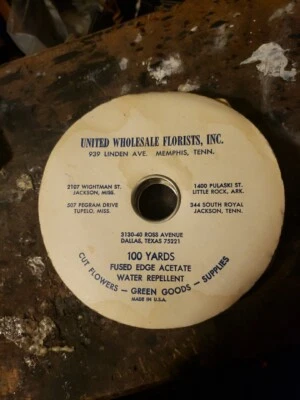 UNITED WHOLESALE FLORISTS, INC.
939 LINDEN AVE. MEMPHIS, TENN.
5107 WIGHTMAN ST.
JACKSON, MISS.
1400 PULASKI ST.
LITTLE ROCK, ARK.
307 PEGRAM DRIVE
TUPELO, MISS.
344 SOUTH ROYAL
JACKSON, TENN.
5130-40 ROSS AVENUE
DALLAS, TEXAS 75221
100 YARDS
FUSED EDGE ACETATE
WATER REPELLENT
CUT FLOWERS — GREEN GOODS — SUPPLIES
MADE IN U.S.A.